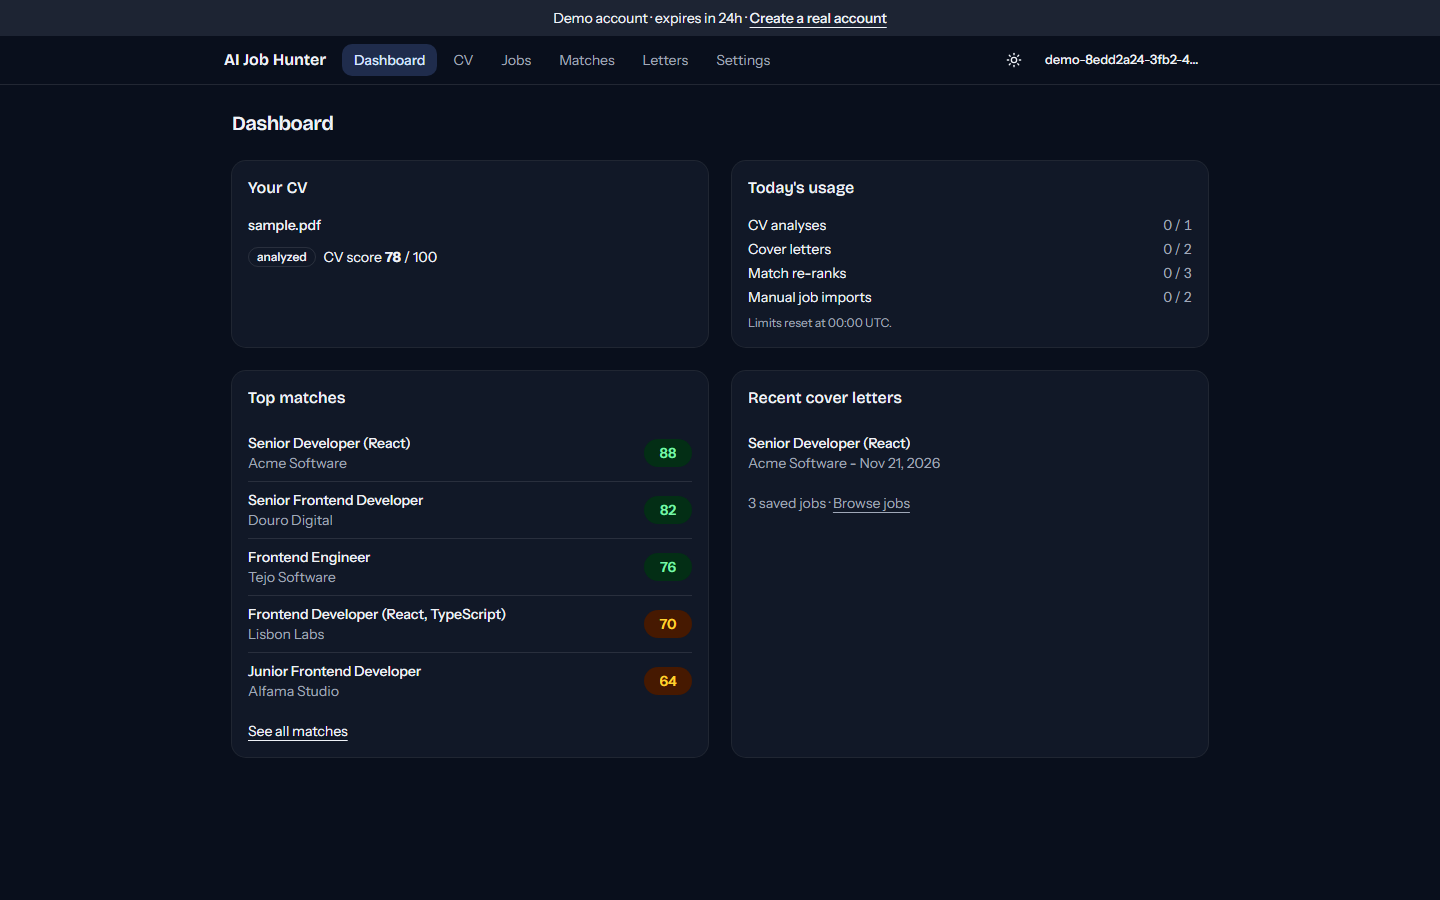 Demo account · expires in 24h · Create a real account
AI Job Hunter Dashboard CV Jobs Matches Letters Settings demo-8edd2a24-3fb2-4...
Dashboard
Your CV
sample.pdf
analyzed CV score 78 / 100
Today's usage
CV analyses 0 / 1
Cover letters 0 / 2
Match re-ranks 0 / 3
Manual job imports 0 / 2
Limits reset at 00:00 UTC.
Top matches
Senior Developer (React) 88
Acme Software
Senior Frontend Developer 82
Douro Digital
Frontend Engineer 76
Tejo Software
Frontend Developer (React, TypeScript) 70
Lisbon Labs
Junior Frontend Developer 64
Alfama Studio
See all matches
Recent cover letters
Senior Developer (React)
Acme Software - Nov 21, 2026
3 saved jobs · Browse jobs